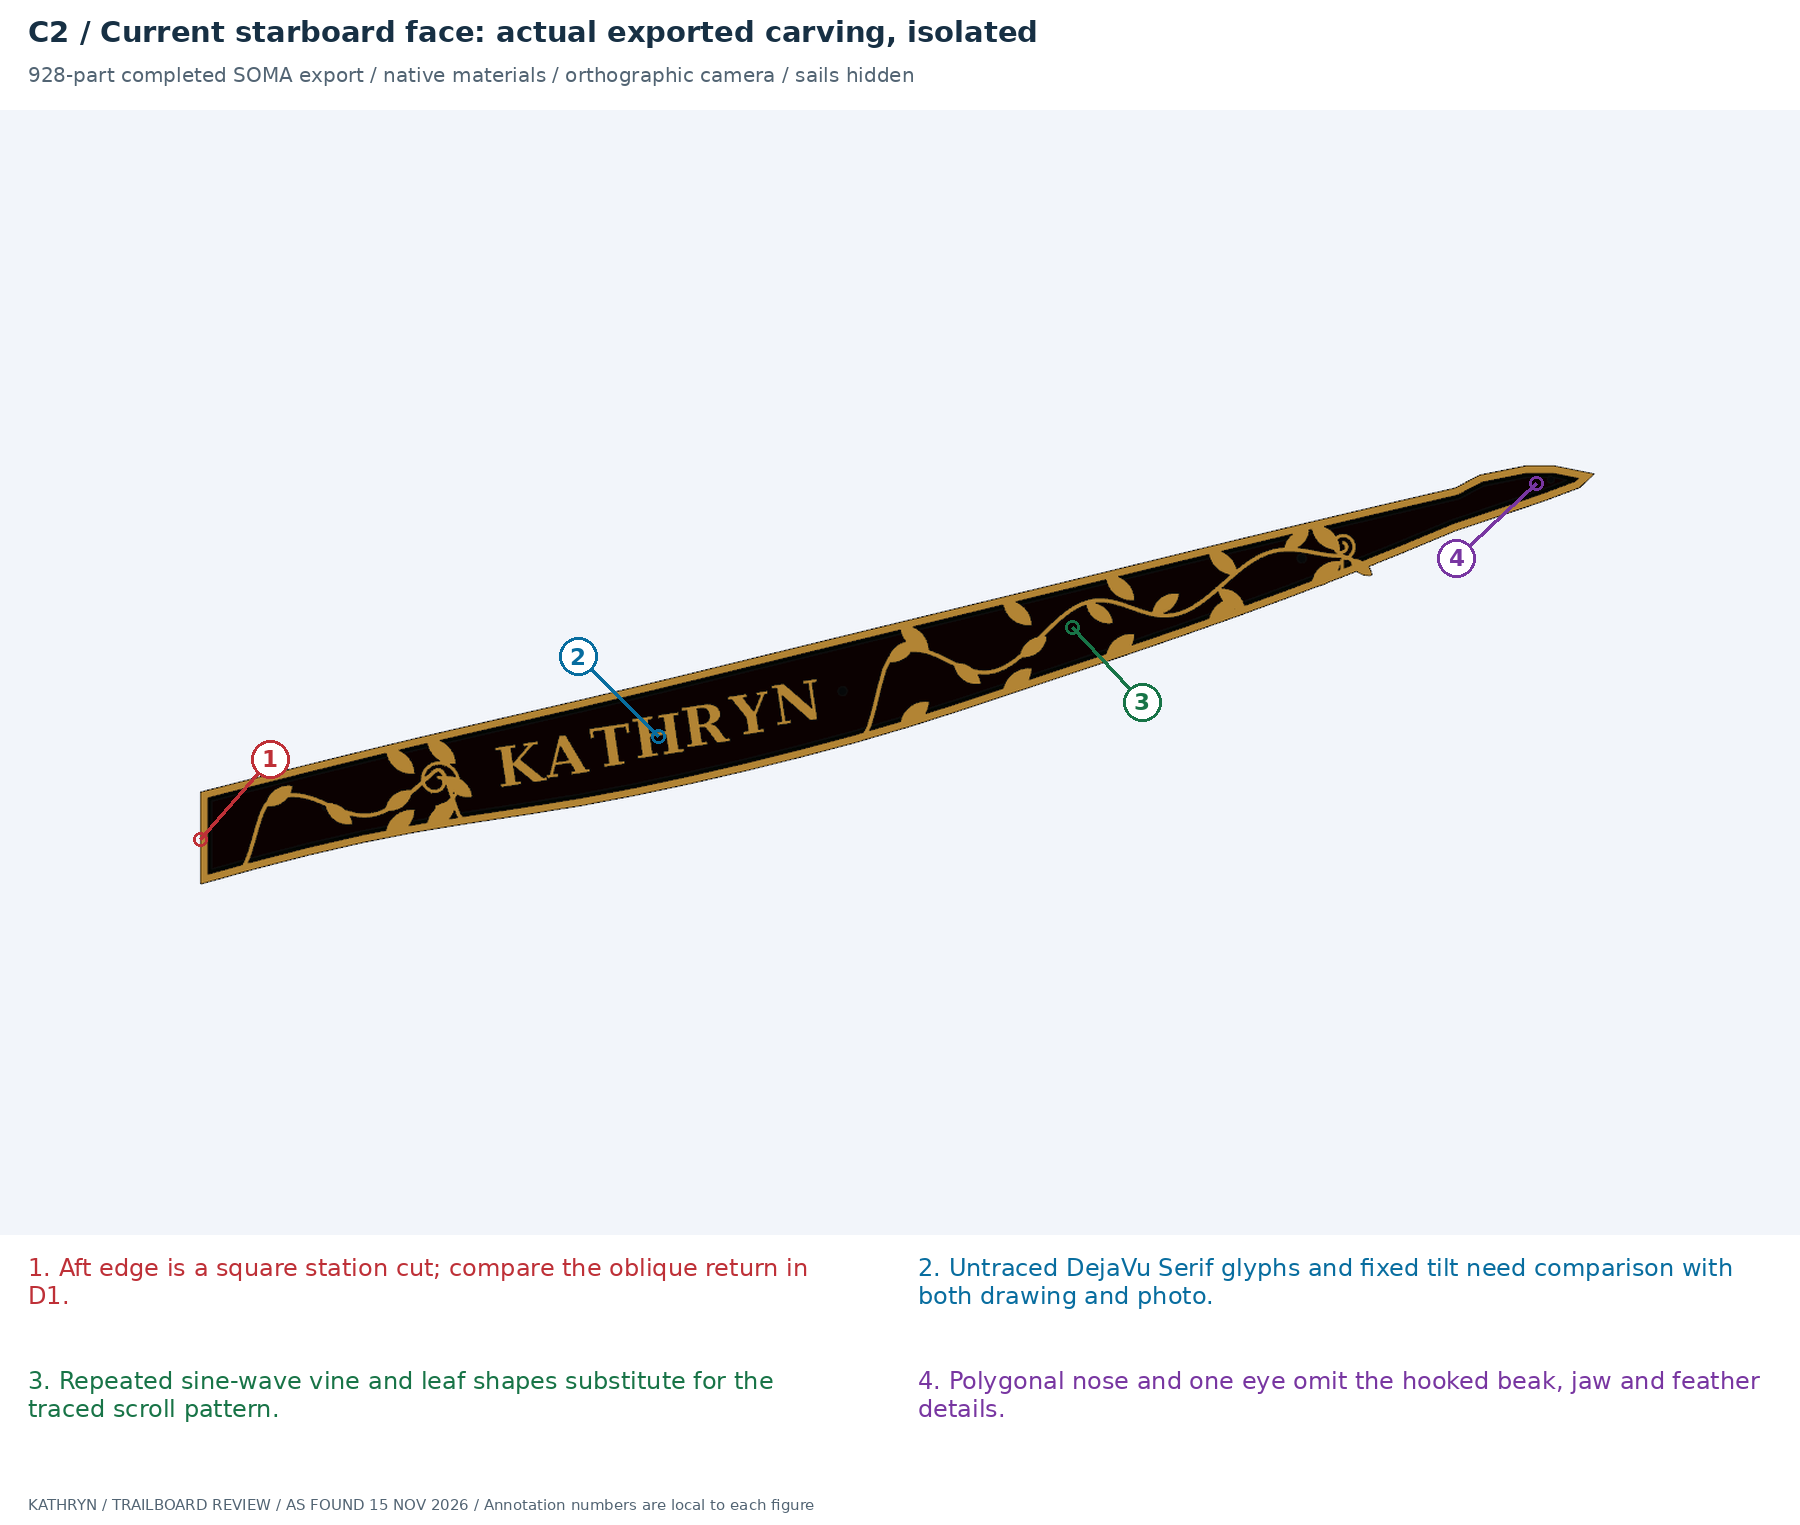 C2 / Current starboard face: actual exported carving, isolated
928-part completed SOMA export / native materials / orthographic camera / sails hidden
4
2
3
KATHRYN
1
1. Aft edge is a square station cut; compare the oblique return in
D1.
2. Untraced DejaVu Serif glyphs and fixed tilt need comparison with
both drawing and photo.
3. Repeated sine-wave vine and leaf shapes substitute for the
traced scroll pattern.
4. Polygonal nose and one eye omit the hooked beak, jaw and feather
details.
KATHRYN / TRAILBOARD REVIEW / AS FOUND 15 NOV 2026 / Annotation numbers are local to each figure